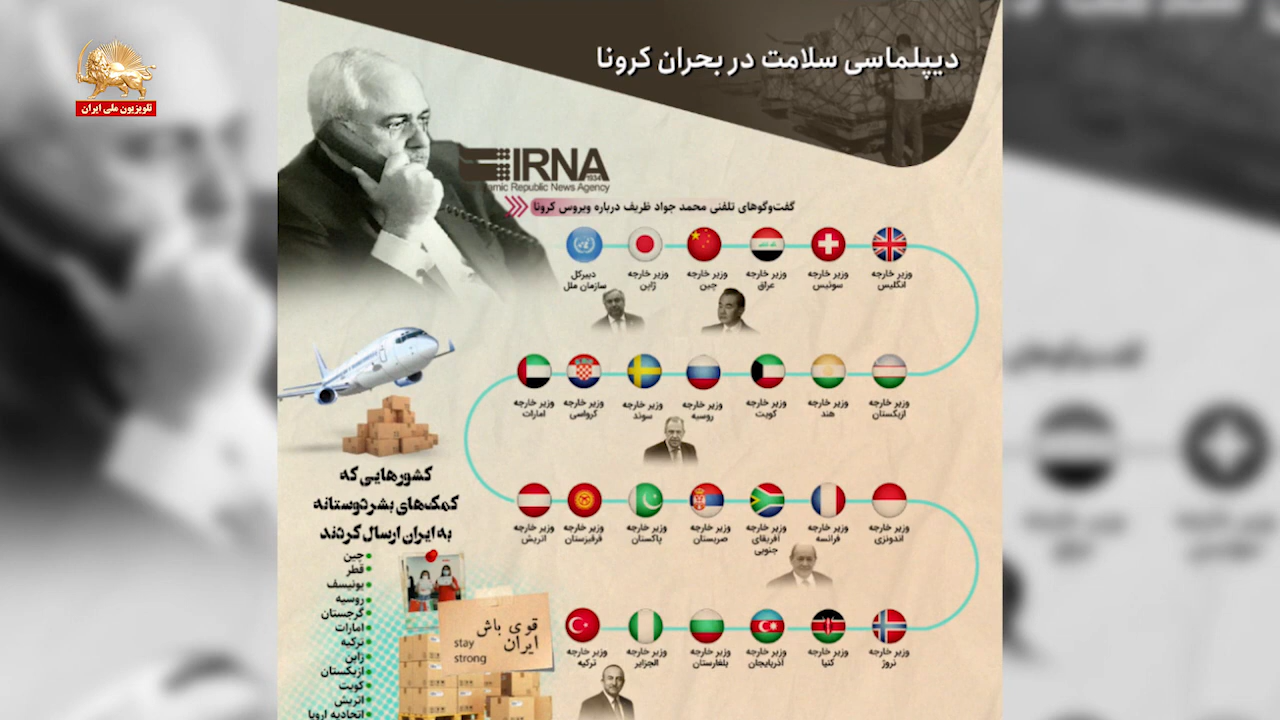 دیپلماسی سلامت در بحران کرونا
تلویزیون ملی ایران
IRNA
1934
amic Republic News Agency
گفت‌وگوهای تلفنی محمد جواد ظریف درباره ویروس کرونا
وزیر خارجه انگلیس
وزیر خارجه سوئیس
وزیر خارجه عراق
وزیر خارجه چین
وزیر خارجه ژاپن
دبیرکل سازمان ملل
وزیر خارجه ازبکستان
وزیر خارجه هند
وزیر خارجه کویت
وزیر خارجه روسیه
وزیر خارجه سوئد
وزیر خارجه کرواسی
وزیر خارجه امارات
وزیر خارجه اندونزی
وزیر خارجه فرانسه
وزیر خارجه آفریقای جنوبی
وزیر خارجه صربستان
وزیر خارجه پاکستان
وزیر خارجه قرقیزستان
وزیر خارجه اتریش
وزیر خارجه نروژ
وزیر خارجه کنیا
وزیر خارجه آذربایجان
وزیر خارجه بلغارستان
وزیر خارجه الجزایر
وزیر خارجه ترکیه
کشورهایی که
کمک‌های بشردوستانه
به ایران ارسال کردند
چین
قطر
یونیسف
روسیه
گرجستان
امارات
ترکیه
ژاپن
ازبکستان
کویت
اتریش
اتحادیه اروپا
قوی باش
ایران
stay
strong